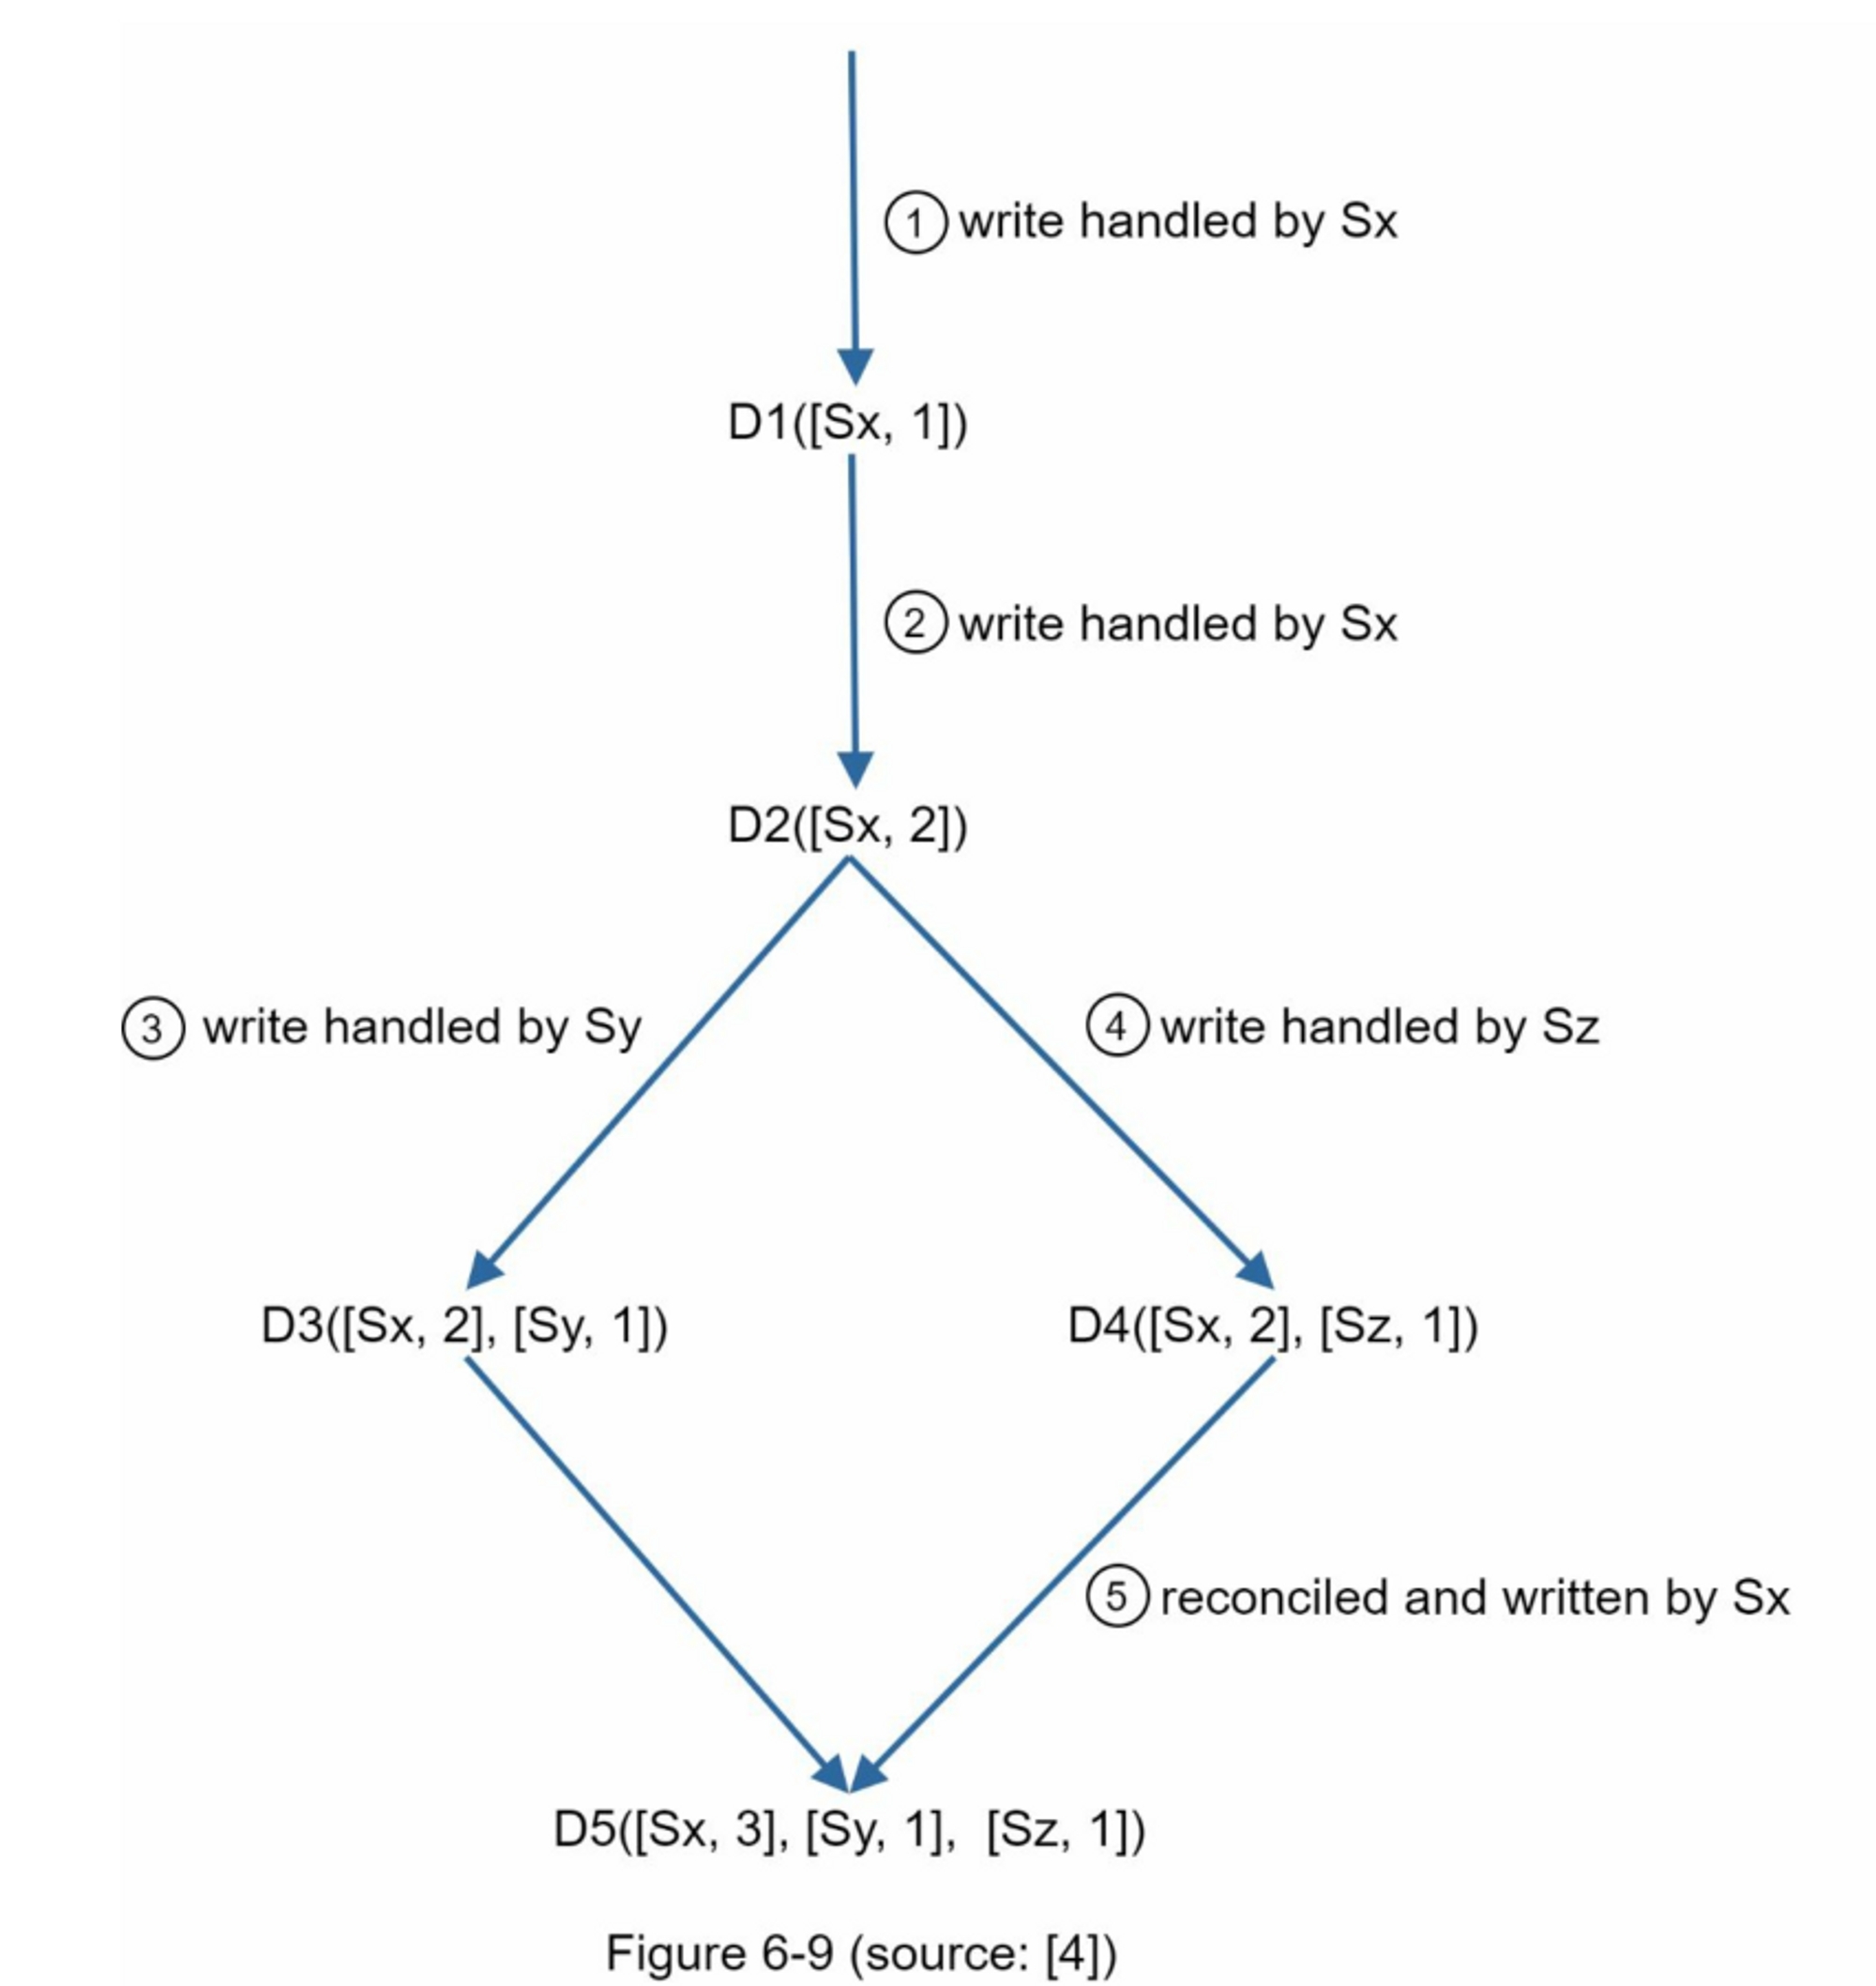 1 write handled by Sx
D1([Sx, 1])
2 write handled by Sx
D2([Sx, 2])
3 write handled by Sy
4 write handled by Sz
D3([Sx, 2], [Sy, 1])
D4([Sx, 2], [Sz, 1])
5 reconciled and written by Sx
D5([Sx, 3], [Sy, 1], [Sz, 1])
Figure 6-9 (source: [4])